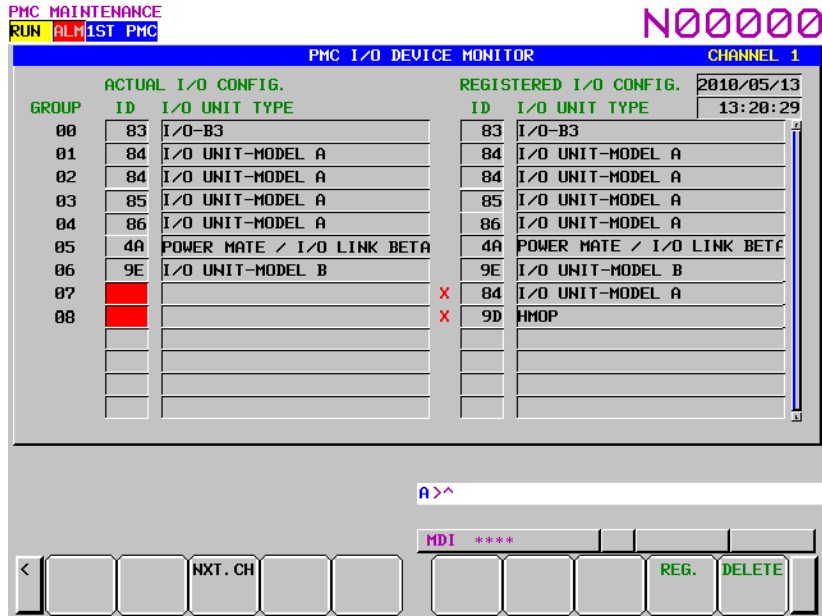 PMC MAINTENANCE
N00000
RUN ALM 1ST PMC
PMC I/O DEVICE MONITOR CHANNEL 1
ACTUAL I/O CONFIG. REGISTERED I/O CONFIG. 2010/05/13
GROUP ID I/O UNIT TYPE ID I/O UNIT TYPE 13:20:29
00 83 I/O-B3 83 I/O-B3
01 84 I/O UNIT-MODEL A 84 I/O UNIT-MODEL A
02 84 I/O UNIT-MODEL A 84 I/O UNIT-MODEL A
03 85 I/O UNIT-MODEL A 85 I/O UNIT-MODEL A
04 86 I/O UNIT-MODEL A 86 I/O UNIT-MODEL A
05 4A POWER MATE / I/O LINK BETA 4A POWER MATE / I/O LINK BETA
06 9E I/O UNIT-MODEL B 9E I/O UNIT-MODEL B
07 X 84 I/O UNIT-MODEL A
08 X 9D HMOP
A>^
MDI ****
< NXT.CH REG. DELETE